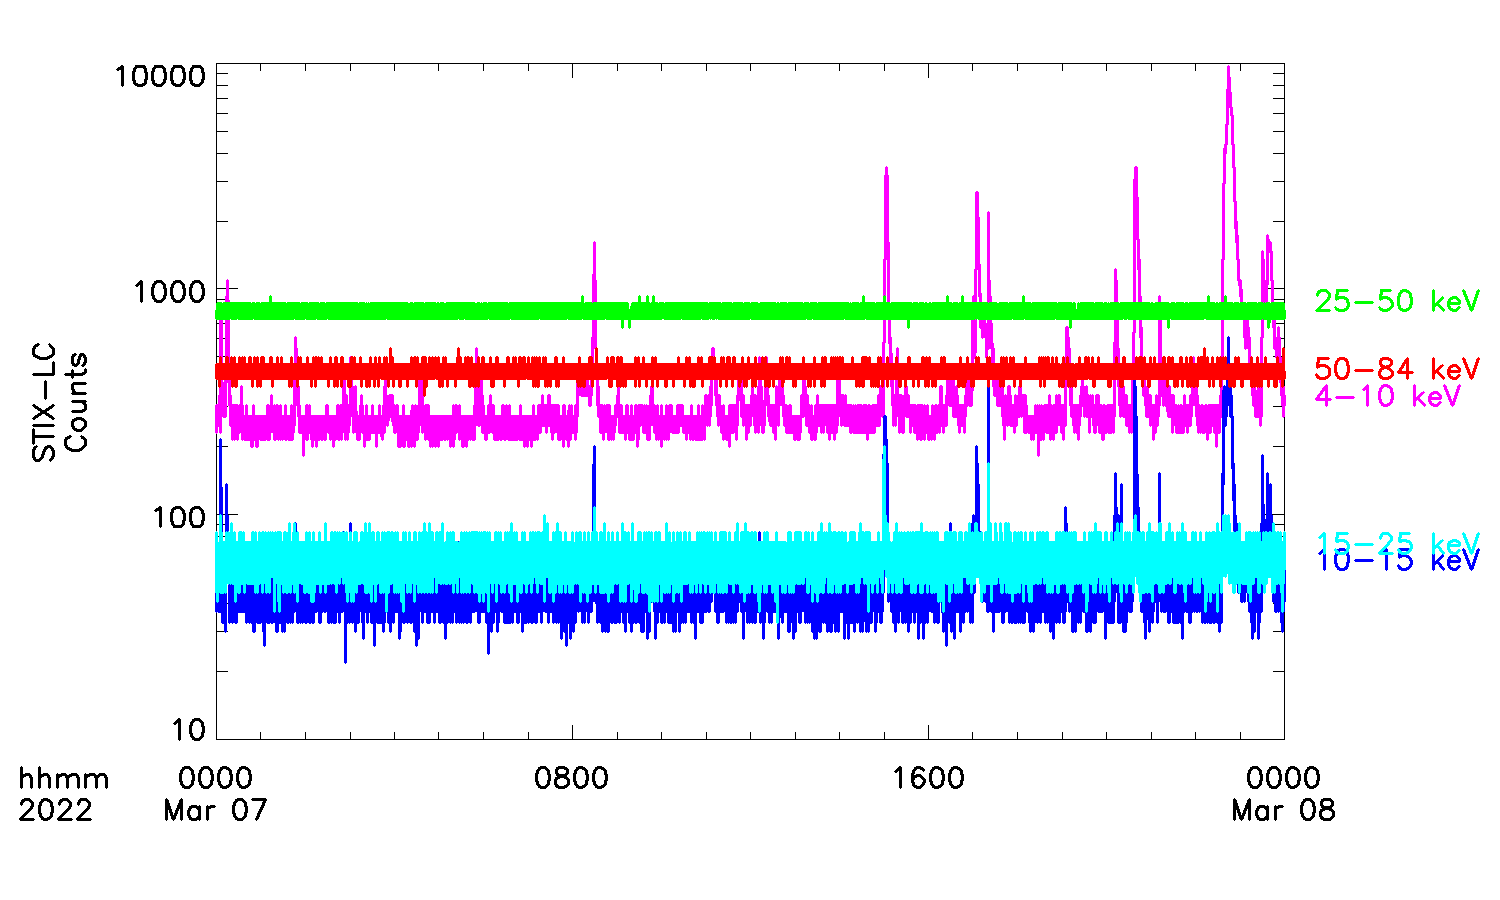 10000
1000
100
10
STIX-LC
Counts
25-50 keV
50-84 keV
4-10 keV
15-25 keV
10-15 keV
hhmm 0000 0800 1600 0000
2022 Mar 07 Mar 08